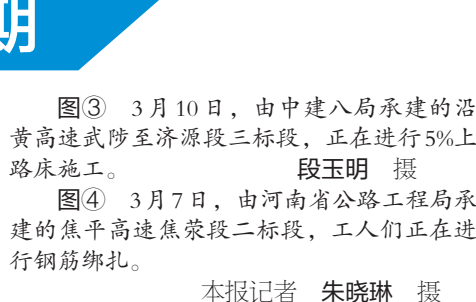 期
图③ 3月10日，由中建八局承建的沿
黄高速武陟至济源段三标段，正在进行5%上
路床施工。 段玉明 摄
图④ 3月7日，由河南省公路工程局承
建的焦平高速焦荥段二标段，工人们正在进
行钢筋绑扎。
本报记者 朱晓琳 摄